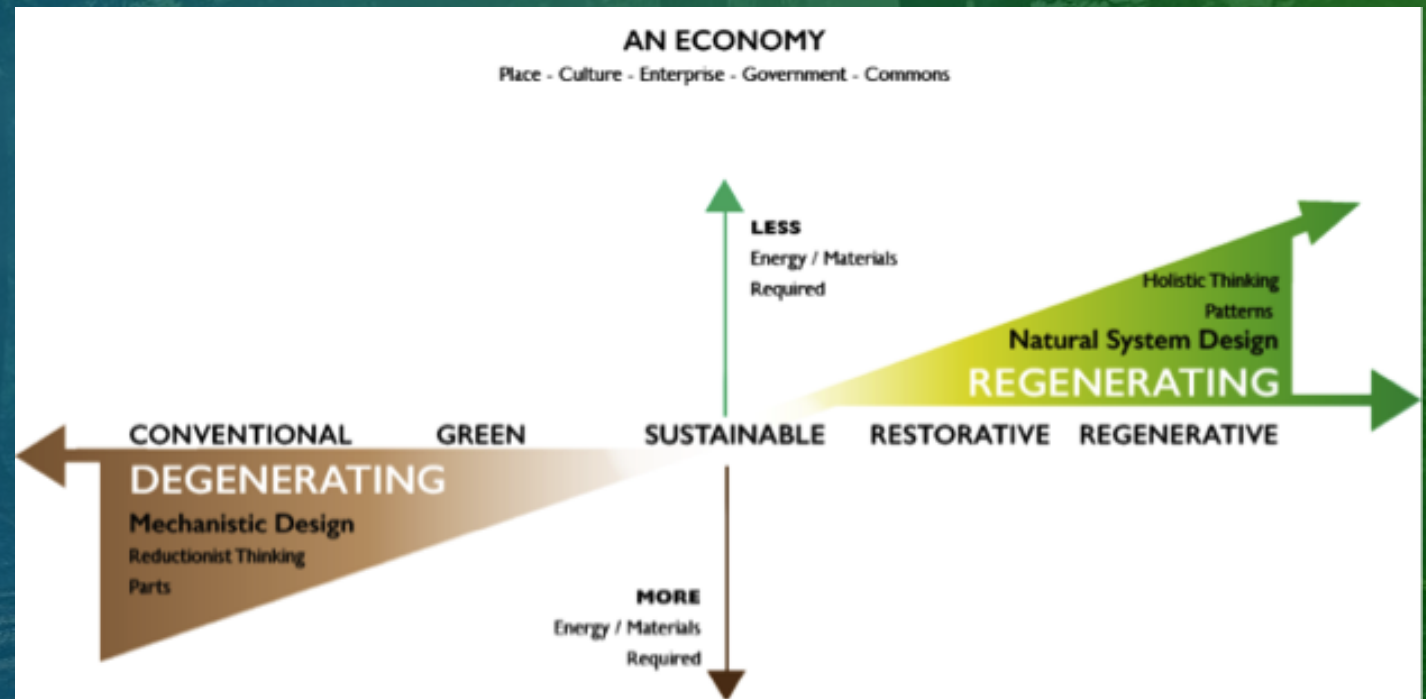 AN ECONOMY
Place - Culture - Enterprise - Government - Commons
LESS
Energy / Materials
Required
Holistic Thinking
Patterns
Natural System Design
REGENERATING
CONVENTIONAL GREEN SUSTAINABLE RESTORATIVE REGENERATIVE
DEGENERATING
Mechanistic Design
Reductionist Thinking
Parts
MORE
Energy / Materials
Required